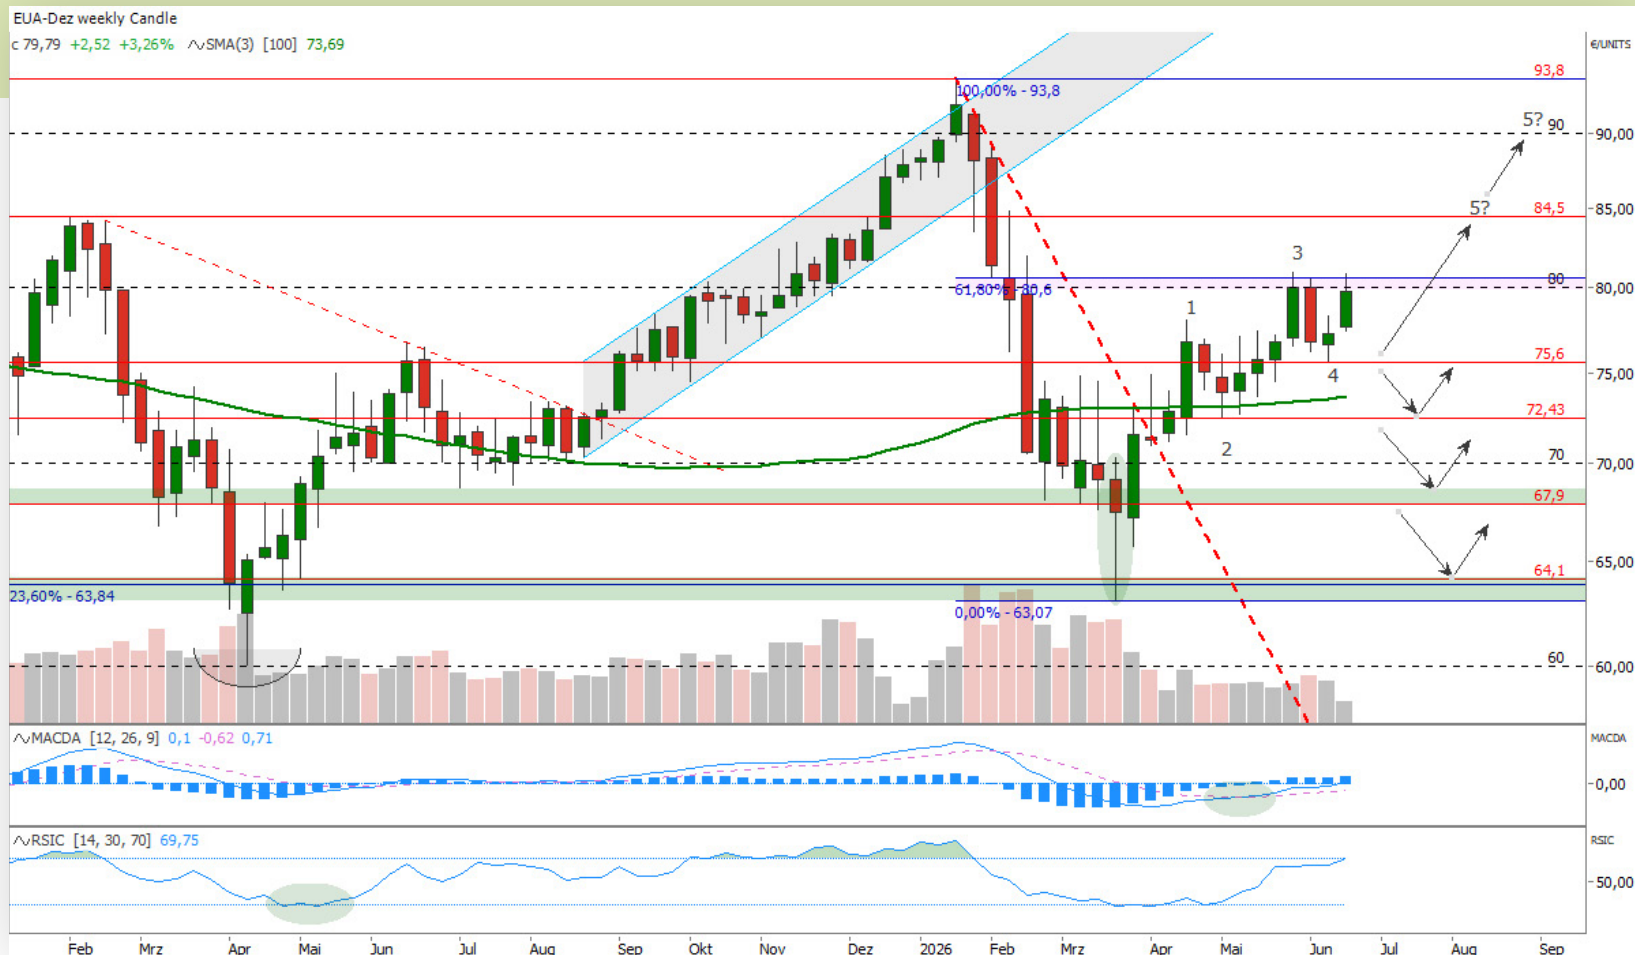 EUA-Dez weekly Candle
c 79,79 +2,52 +3,26% SMA(3) [100] 73,69
€/UNITS
93,8
100,00% - 93,8
5?
90
90,00
85,00
84,5
5?
3
80
61,80% - 80,6
80,00
1
75,6
75,00
4
72,43
2
70
70,00
67,9
65,00
64,1
23,60% - 63,84
0,00% - 63,07
60
60,00
MACDA [12, 26, 9] 0,1 -0,62 0,71
MACDA
0,00
RSIC [14, 30, 70] 69,75
RSIC
50,00
Feb Mrz Apr Mai Jun Jul Aug Sep Okt Nov Dez 2026 Feb Mrz Apr Mai Jun Jul Aug Sep